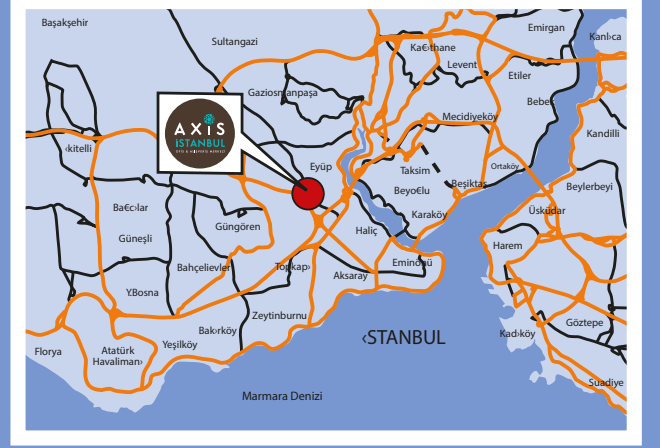 Başakşehir
Sultangazi
Emirgan
Kanl›ca
Ka€›thane
Levent
Etiler
Gaziosmanpaşa
Bebek
Mecidiyeköy
Kandilli
AXİS
İSTANBUL
‹kitelli
Eyüp
Taksim
Ortaköy
Beşiktaş
Beylerbeyi
Beyo€lu
Ba€c›lar
Karaköy
Üsküdar
Güngören
Haliç
Güneşli
Harem
Bahçelievler
Topkap›
Eminönü
Aksaray
Y.Bosna
Zeytinburnu
Bak›rköy
‹STANBUL
Kad›köy
Göztepe
Florya
Atatürk
Havaliman›
Yeşilköy
Suadiye
Marmara Denizi